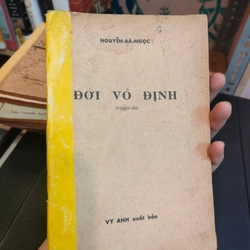 NGUYỄN-BÁ-NGỌC
ĐỜI VÔ ĐỊNH
truyện dài
VY ANH xuất bản